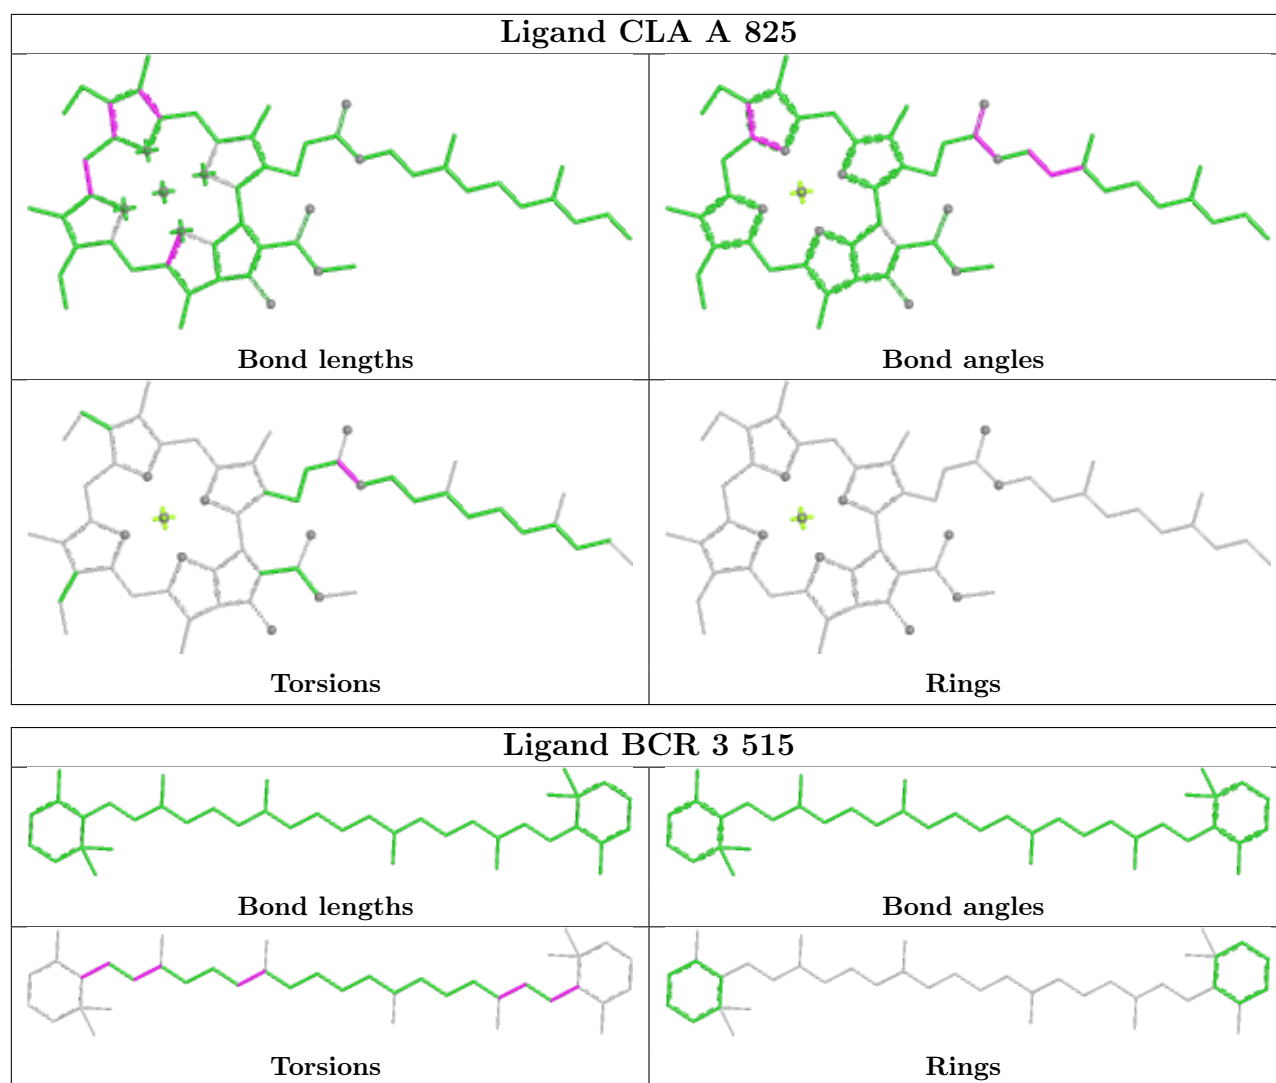 Ligand CLA A 825
Bond lengths
Bond angles
Torsions
Rings
Ligand BCR 3 515
Bond lengths
Bond angles
Torsions
Rings